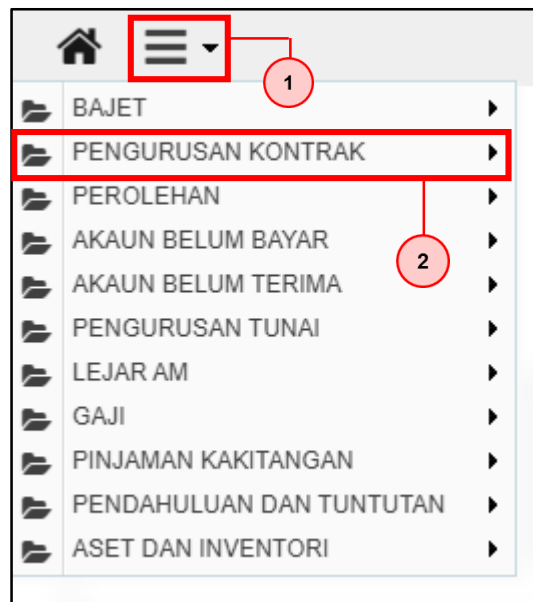 1
BAJET
PENGURUSAN KONTRAK
PEROLEHAN
AKAUN BELUM BAYAR
2
AKAUN BELUM TERIMA
PENGURUSAN TUNAI
LEJAR AM
GAJI
PINJAMAN KAKITANGAN
PENDAHULUAN DAN TUNTUTAN
ASET DAN INVENTORI